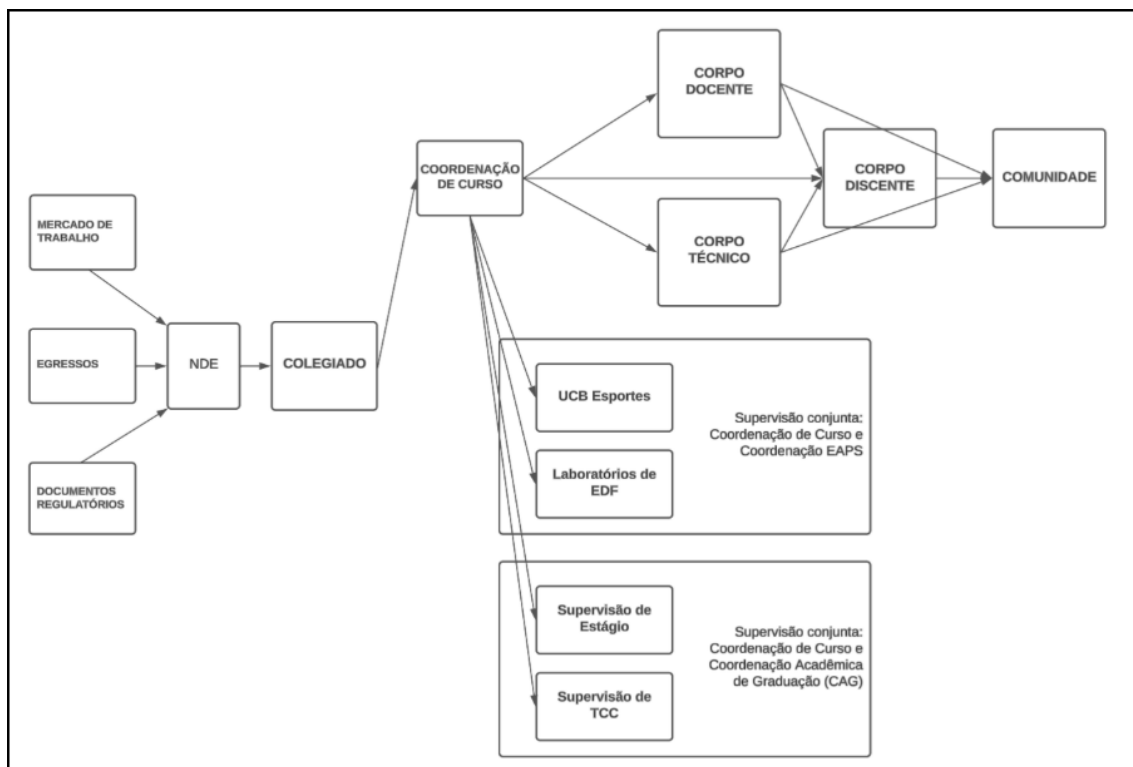 CORPO
DOCENTE
COORDENAÇÃO
DE CURSO
CORPO
DISCENTE
COMUNIDADE
MERCADO DE
TRABALHO
CORPO
TÉCNICO
EGRESSOS
NDE
COLEGIADO
DOCUMENTOS
REGULATÓRIOS
UCB Esportes
Laboratórios de
EDF
Supervisão conjunta:
Coordenação de Curso e
Coordenação EAPS
Supervisão de
Estágio
Supervisão de
TCC
Supervisão conjunta:
Coordenação de Curso e
Coordenação Acadêmica
de Graduação (CAG)